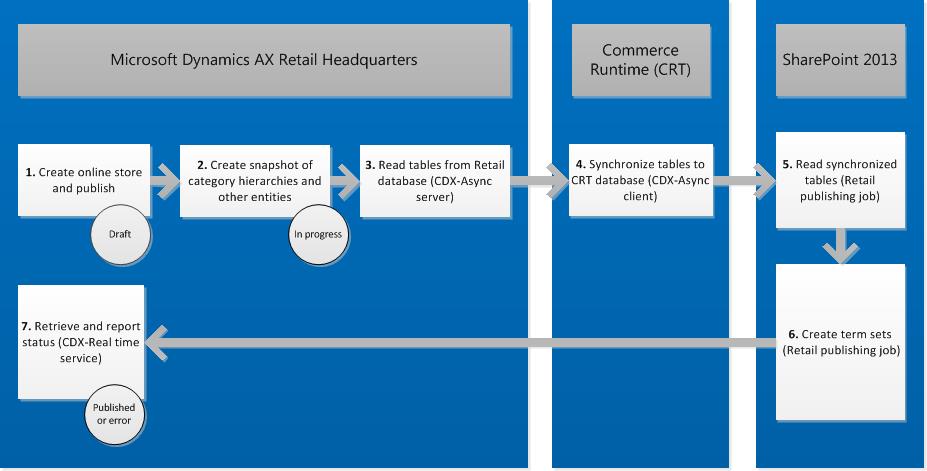 Microsoft Dynamics AX Retail Headquarters
Commerce
Runtime (CRT)
SharePoint 2013
1. Create online store
and publish
Draft
2. Create snapshot of
category hierarchies and
other entities
In progress
3. Read tables from Retail
database (CDX-Async
server)
4. Synchronize tables to
CRT database (CDX-Async
client)
5. Read synchronized
tables (Retail
publishing job)
6. Create term sets
(Retail publishing job)
7. Retrieve and report
status (CDX-Real time
service)
Published
or error